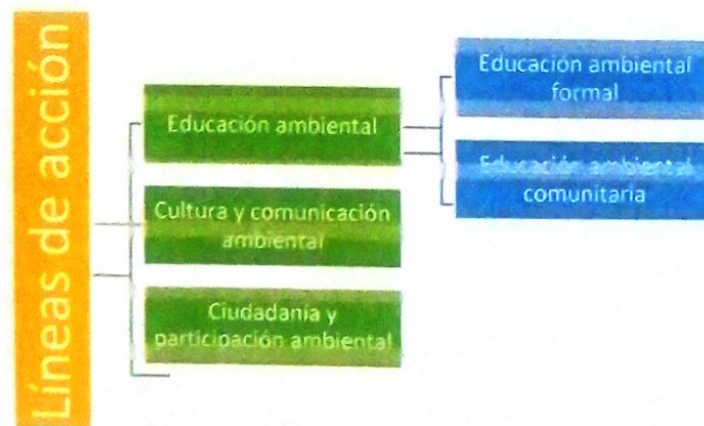 Líneas de acción
Educación ambiental
Cultura y comunicación
ambiental
Ciudadanía y
participación ambiental
Educación ambiental
formal
Educación ambiental
comunitaria